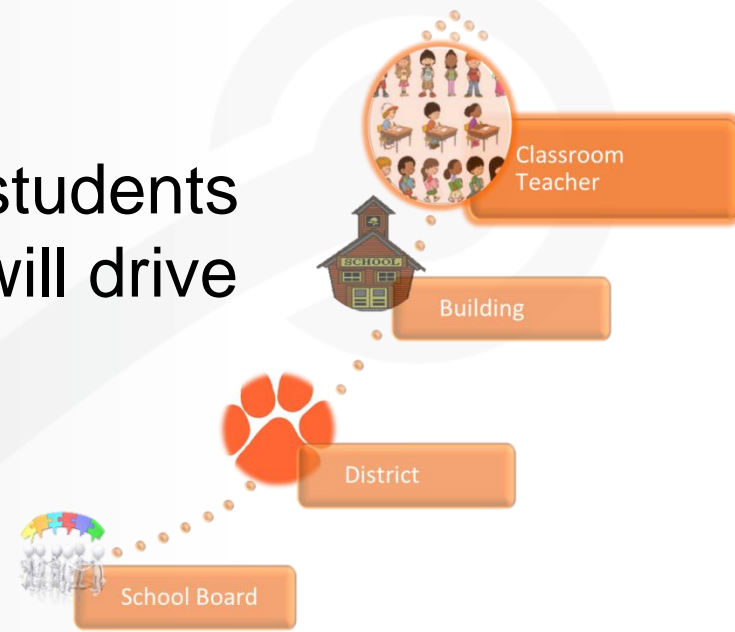 students
will drive
Classroom
Teacher
SCHOOL
Building
District
School Board